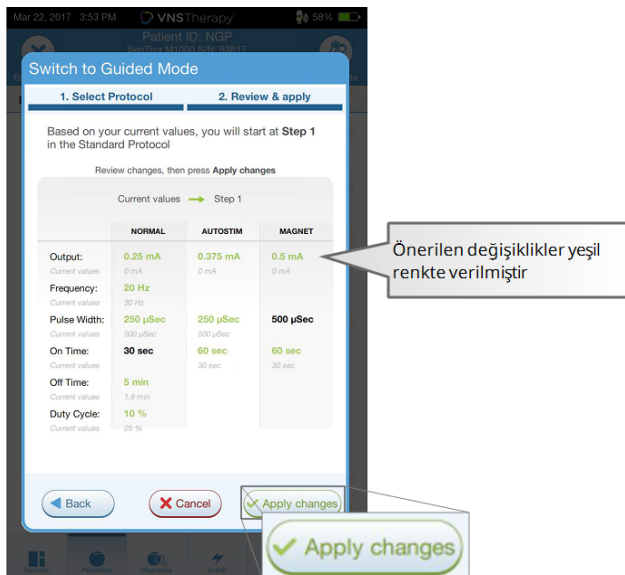 Mar 22, 2017 3:53 PM
VNSTherapy
58%
Patient ID: NGP
SenTiva M1000 S/N: 93617
Switch to Guided Mode
1. Select Protocol
2. Review & apply
Based on your current values, you will start at Step 1
in the Standard Protocol
Review changes, then press Apply changes
Current values Step 1
NORMAL AUTOSTIM MAGNET
Output: 0.25 mA 0.375 mA 0.5 mA
Current values 0 mA 0 mA 0 mA
Frequency: 20 Hz
Current values 30 Hz
Pulse Width: 250 µSec 250 µSec 500 µSec
Current values 500 µSec 500 µSec
On Time: 30 sec 60 sec 60 sec
Current values 30 sec 30 sec
Off Time: 5 min
Current values 1.8 min
Duty Cycle: 10 %
Current values 25 %
Back
Cancel
Apply changes
Apply changes
Summary Parameters Diagnostics Events
Önerilen değişiklikler yeşil
renkte verilmiştir